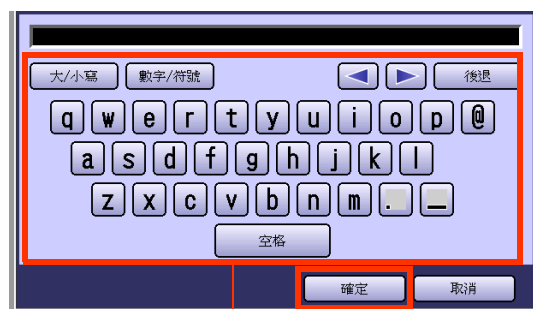 大/小寫 數字/符號 後退
q w e r t y u i o p @
a s d f g h j k l
z x c v b n m . _
空格
確定 取消